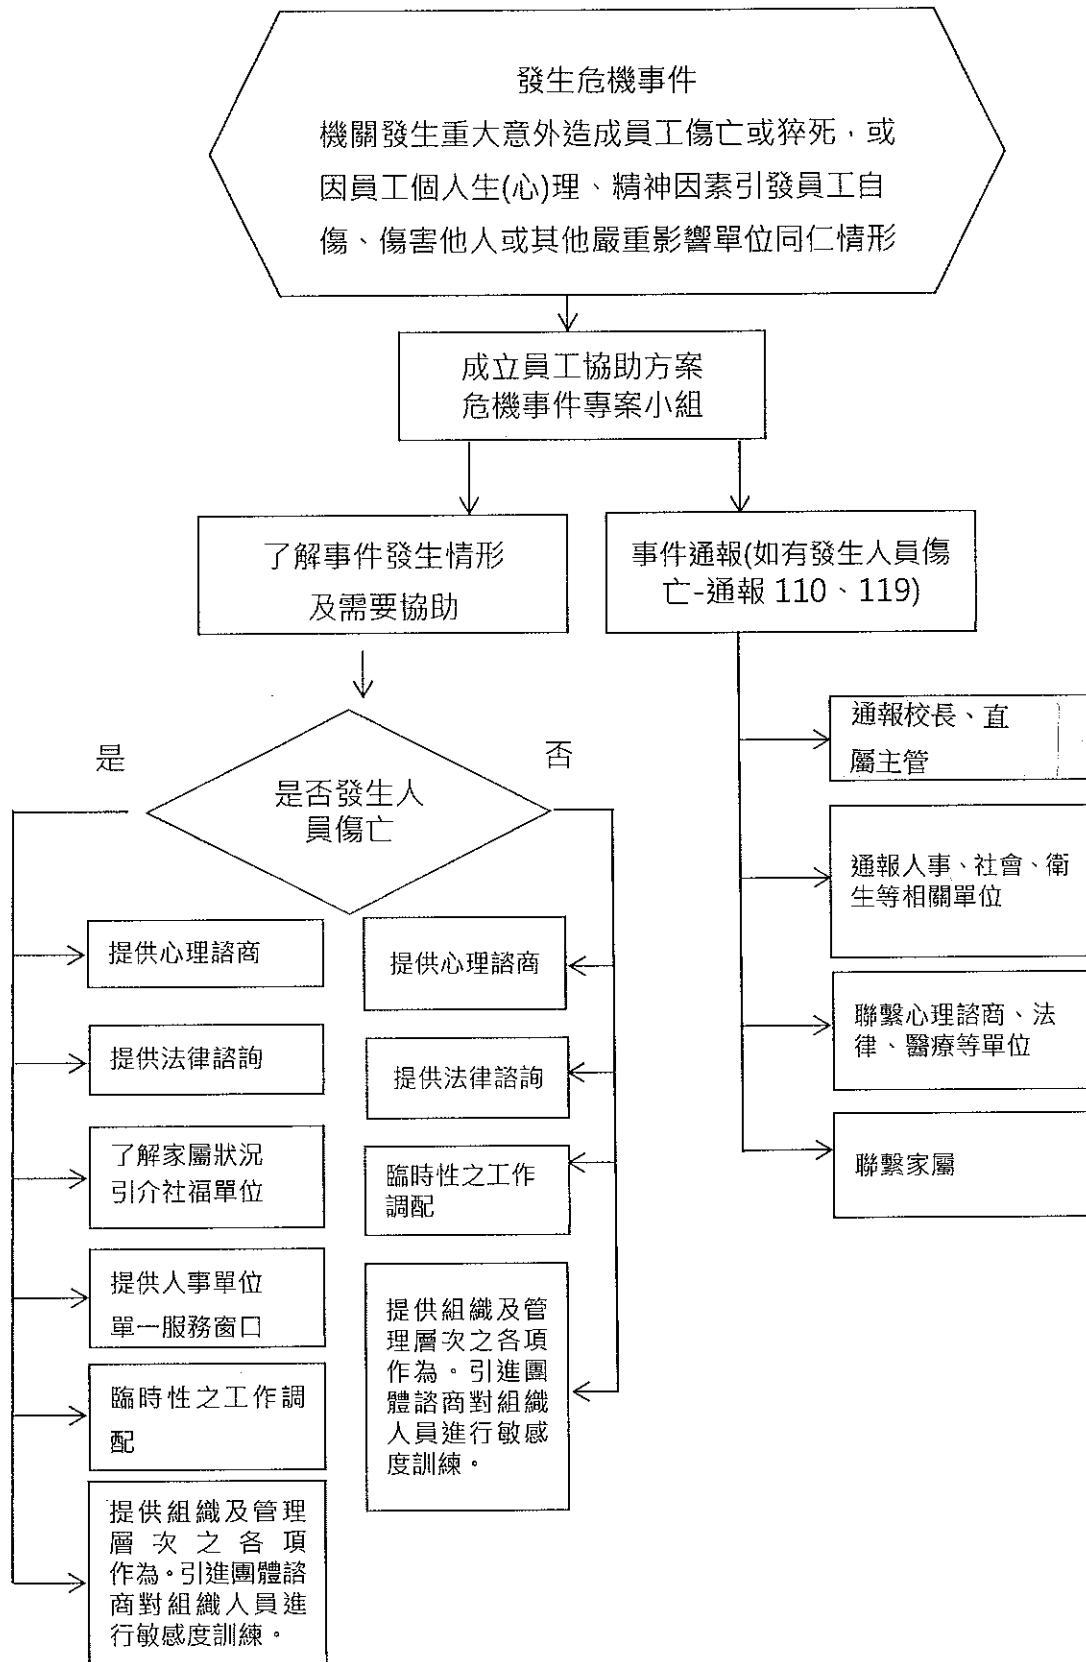 發生危機事件
機關發生重大意外造成員工傷亡或猝死，或
因員工個人生(心)理、精神因素引發員工自
傷、傷害他人或其他嚴重影響單位同仁情形
成立員工協助方案
危機事件專案小組
了解事件發生情形
及需要協助
事件通報(如有發生人員傷
亡-通報 110、119)
是
否
是否發生人
員傷亡
通報校長、直
屬主管
通報人事、社會、衛
生等相關單位
聯繫心理諮商、法
律、醫療等單位
聯繫家屬
提供心理諮商
提供法律諮詢
了解家屬狀況
引介社福單位
提供人事單位
單一服務窗口
臨時性之工作調
配
提供組織及管理
層次之各項
作為。引進團體諮
商對組織人員進
行敏感度訓練。
提供心理諮商
提供法律諮詢
臨時性之工作
調配
提供組織及管
理層次之各項
作為。引進團
體諮商對組織
人員進行敏感
度訓練。